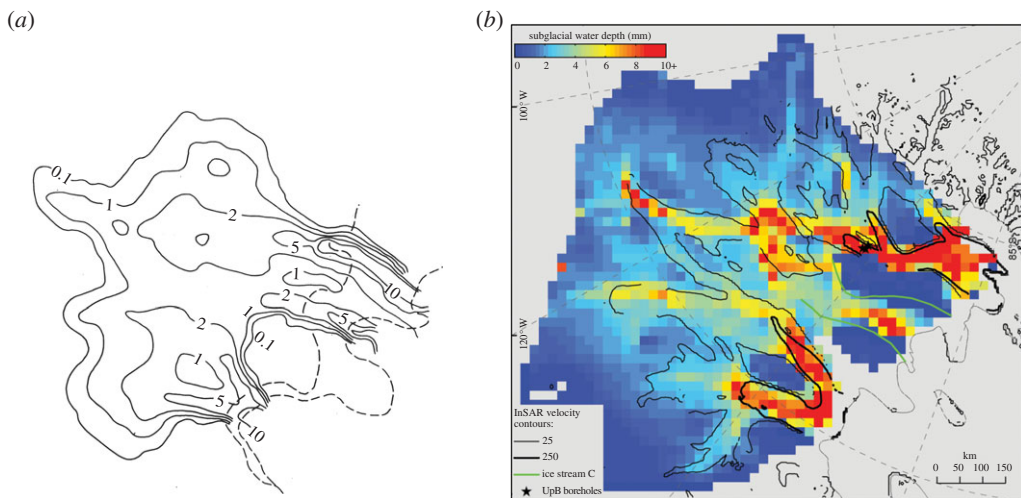 (a)
0.1
1
2
5
1
10
2
5
2
1
0.1
1
5
10
(b)
subglacial water depth (mm)
0 2 4 6 8 10+
100°W
120°W
85°S
InSAR velocity
contours:
25
250
ice stream C
UpB boreholes
km
0 50 100 150